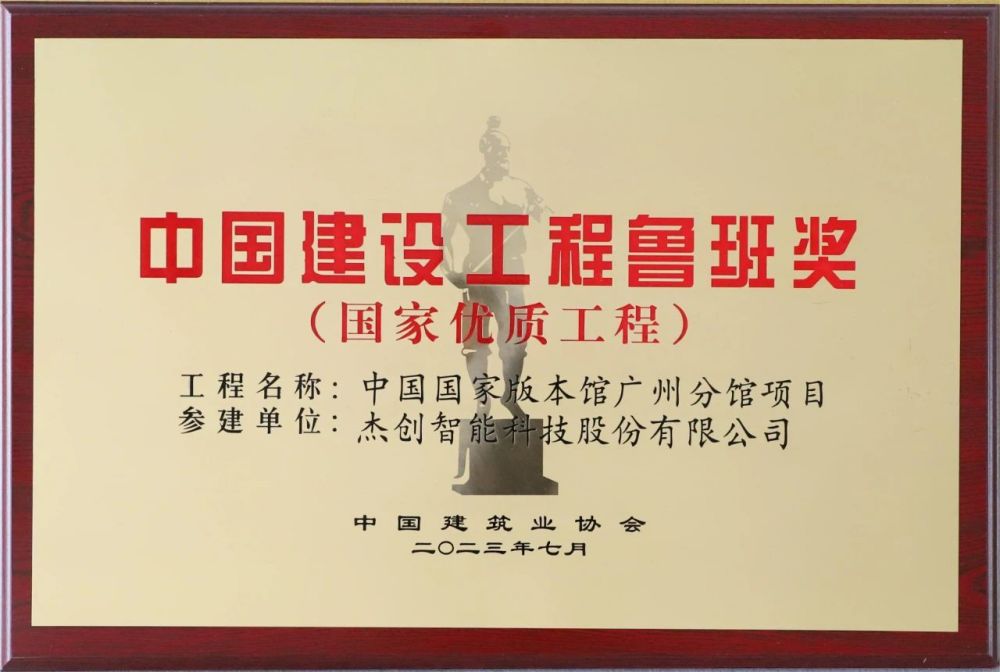 中国建设工程鲁班奖
（国家优质工程）
工程名称：中国国家版本馆广州分馆项目
参建单位：杰创智能科技股份有限公司
中国建筑业协会
二〇二三年七月